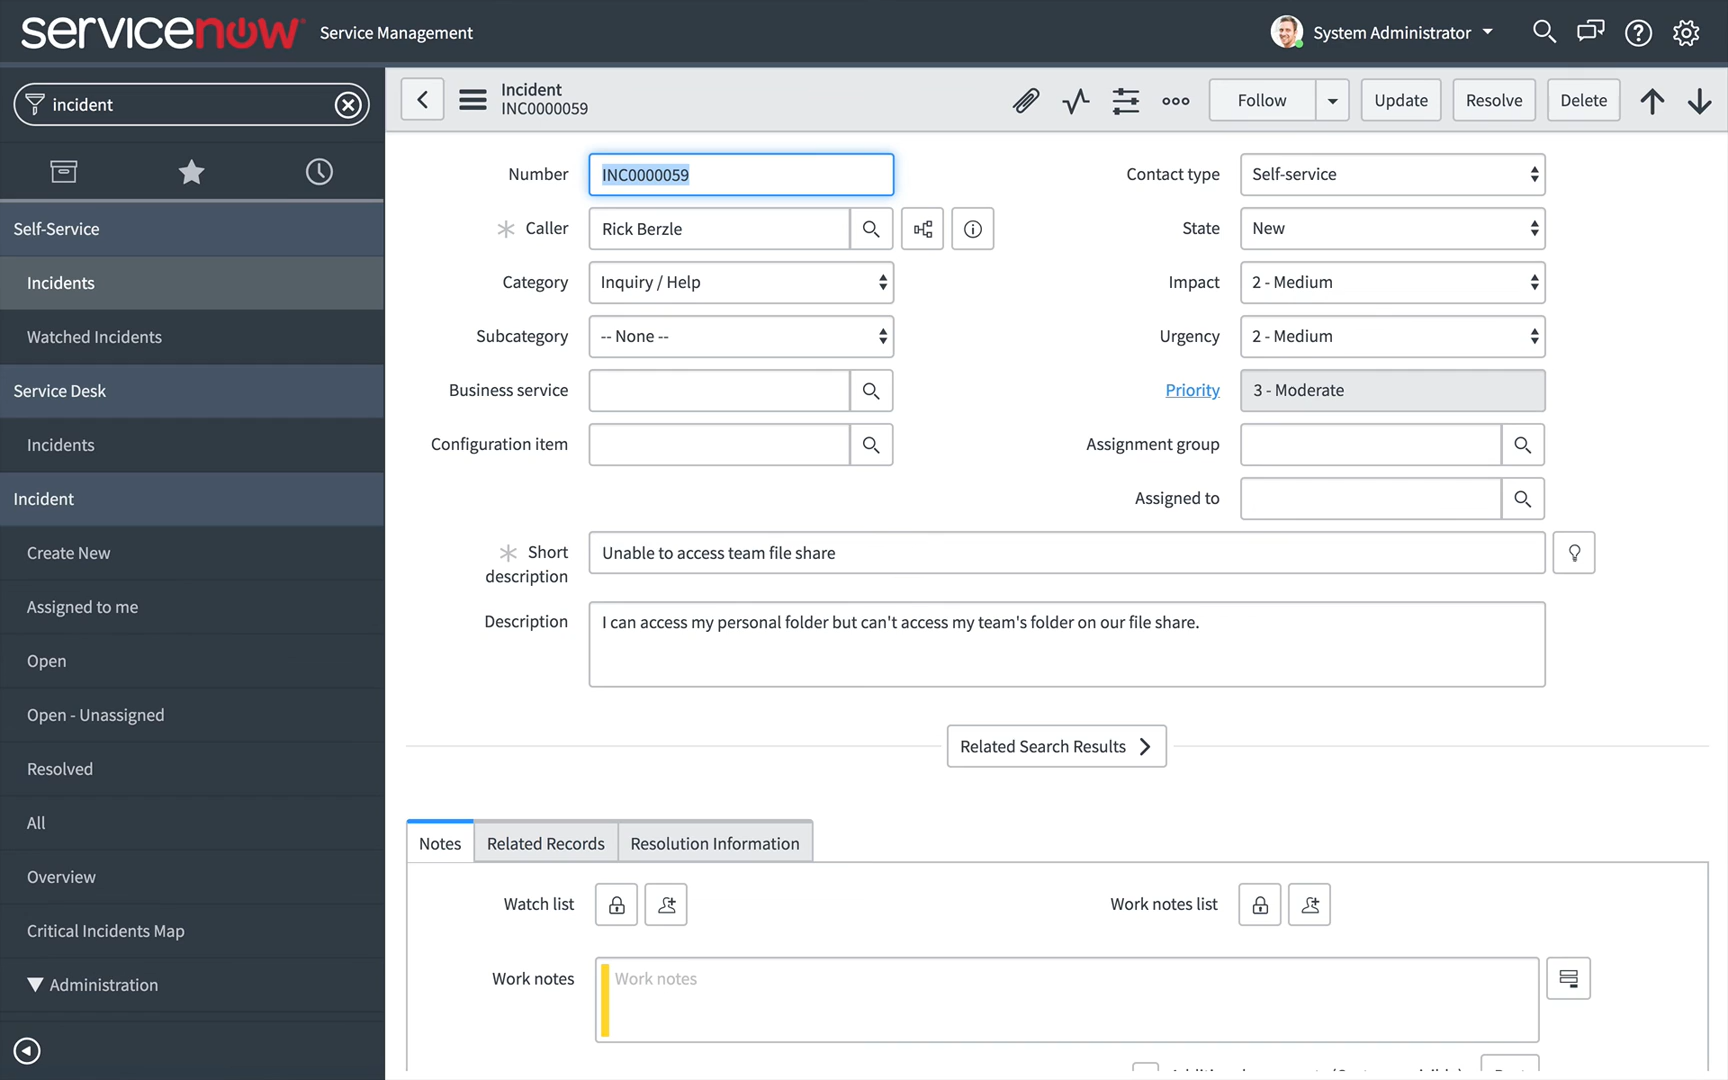 servicenow Service Management
System Administrator
incident
Self-Service
Incidents
Watched Incidents
Service Desk
Incidents
Incident
Create New
Assigned to me
Open
Open - Unassigned
Resolved
All
Overview
Critical Incidents Map
Administration
Incident
INC0000059
Follow
Update
Resolve
Delete
Number INC0000059
Caller Rick Berzle
Category Inquiry / Help
Subcategory -- None --
Business service
Configuration item
Contact type Self-service
State New
Impact 2 - Medium
Urgency 2 - Medium
Priority 3 - Moderate
Assignment group
Assigned to
Short
description
Unable to access team file share
Description
I can access my personal folder but can't access my team's folder on our file share.
Related Search Results
Notes Related Records Resolution Information
Watch list
Work notes list
Work notes
Work notes